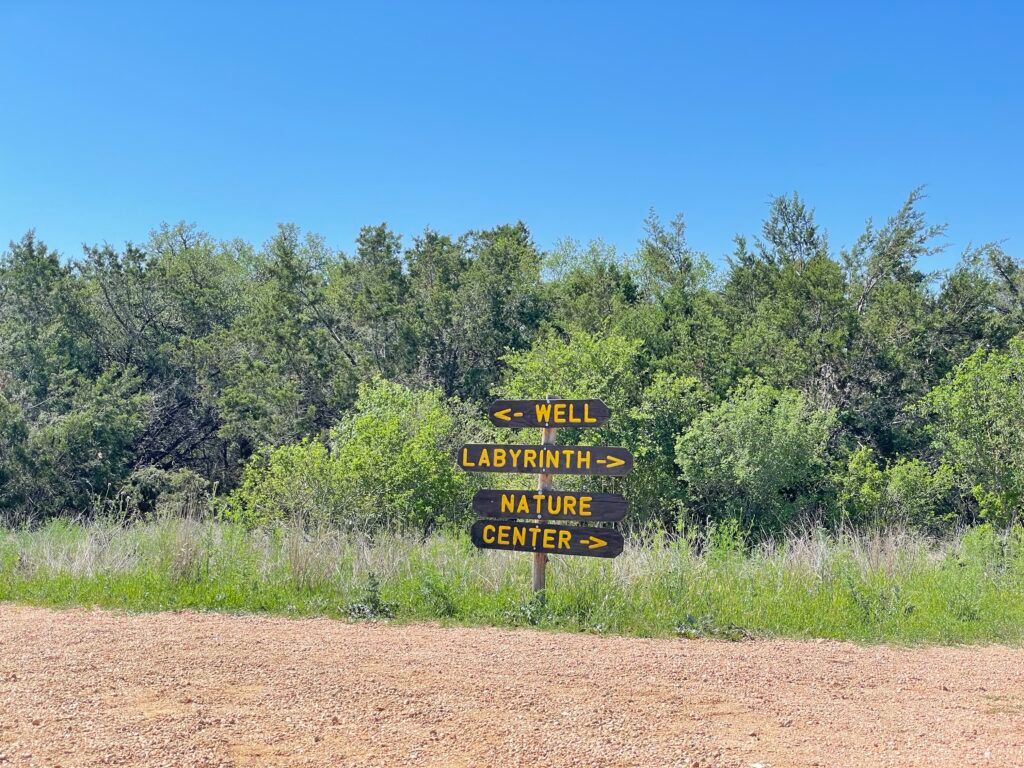 <- WELL
LABYRINTH ->
NATURE
CENTER ->